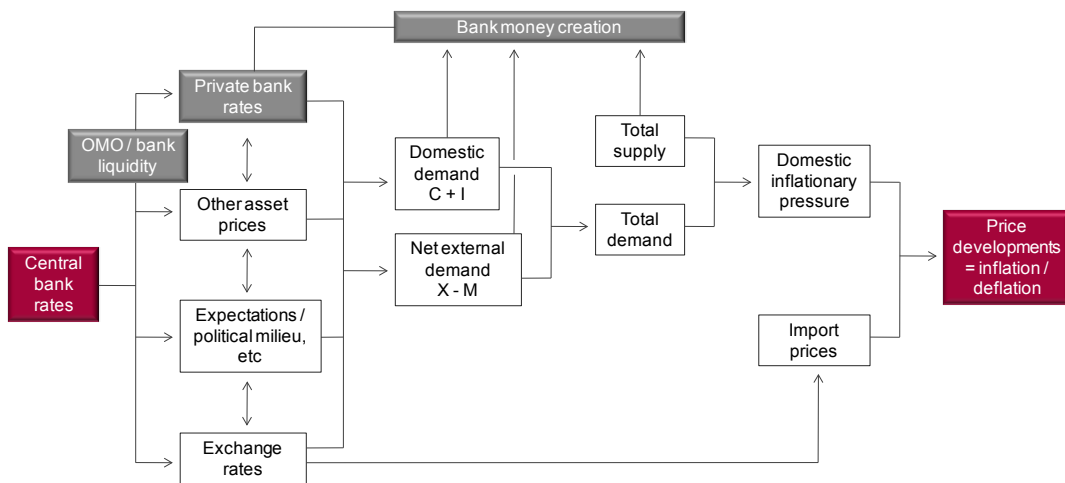 Bank money creation
Private bank
rates
OMO / bank
liquidity
Other asset
prices
Central
bank
rates
Expectations /
political milieu,
etc
Exchange
rates
Domestic
demand
C + I
Net external
demand
X - M
Total
supply
Total
demand
Domestic
inflationary
pressure
Import
prices
Price
developments
= inflation /
deflation